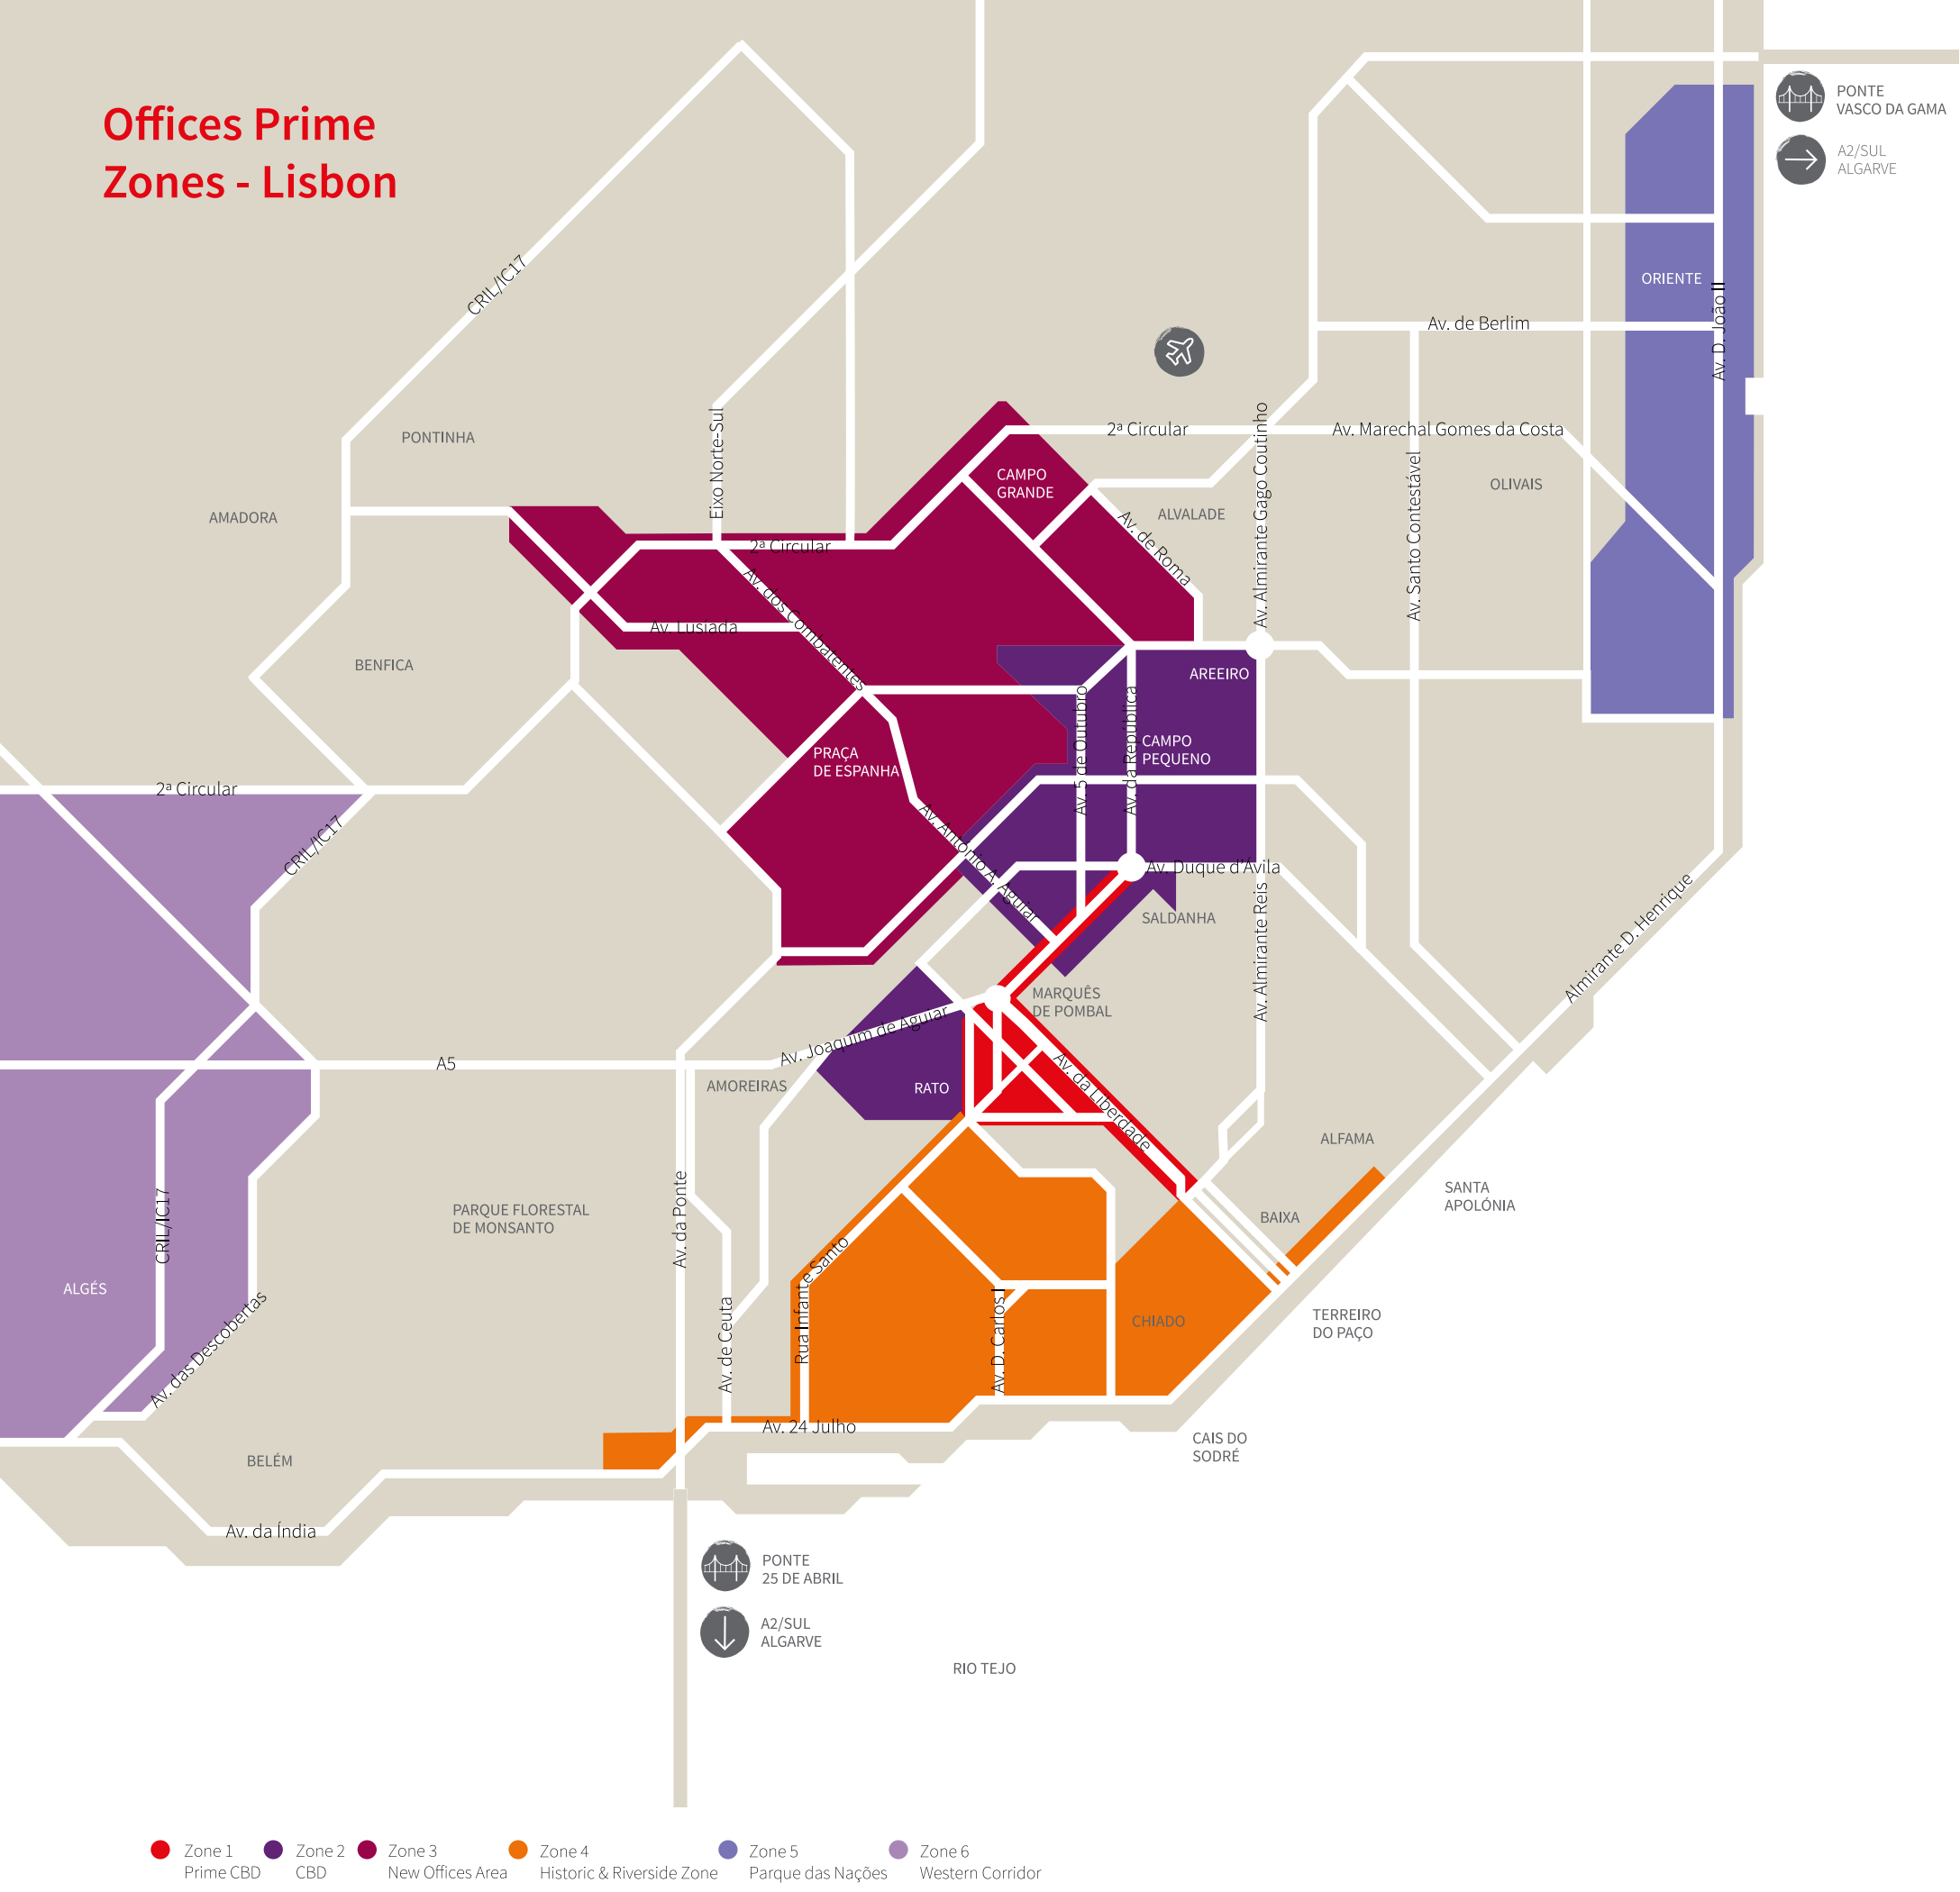 Offices Prime
Zones - Lisbon
PONTE
VASCO DA GAMA
A2/SUL
ALGARVE
CRIL/IC17
ORIENTE
Av. D. João II
Av. de Berlim
PONTINHA
Eixo Norte-Sul
2ª Circular
Av. Almirante Gago Coutinho
Av. Marechal Gomes da Costa
CAMPO
GRANDE
OLIVAIS
AMADORA
ALVALADE
Av. de Roma
Av. Santo Contestável
2ª Circular
Av. dos Combatentes
Av. Lusíada
BENFICA
AREEIRO
Av. 5 de Outubro
Av. da República
CAMPO
PEQUENO
PRAÇA
DE ESPANHA
2ª Circular
CRIL/IC17
Av. António A. Aguiar
Av. Duque d'Ávila
SALDANHA
Av. Almirante Reis
Almirante D. Henrique
MARQUÊS
DE POMBAL
Av. Joaquim de Aguiar
A5
AMOREIRAS
RATO
Av. da Liberdade
ALFAMA
SANTA
APOLÓNIA
PARQUE FLORESTAL
DE MONSANTO
Av. da Ponte
BAIXA
CRIL/IC17
ALGÉS
Av. das Descobertas
Rua Infante Santo
Av. de Ceuta
Av. D. Carlos I
CHIADO
TERREIRO
DO PAÇO
Av. 24 Julho
CAIS DO
SODRÉ
BELÉM
Av. da Índia
PONTE
25 DE ABRIL
A2/SUL
ALGARVE
RIO TEJO
Zone 1
Prime CBD
Zone 2
CBD
Zone 3
New Offices Area
Zone 4
Historic & Riverside Zone
Zone 5
Parque das Nações
Zone 6
Western Corridor